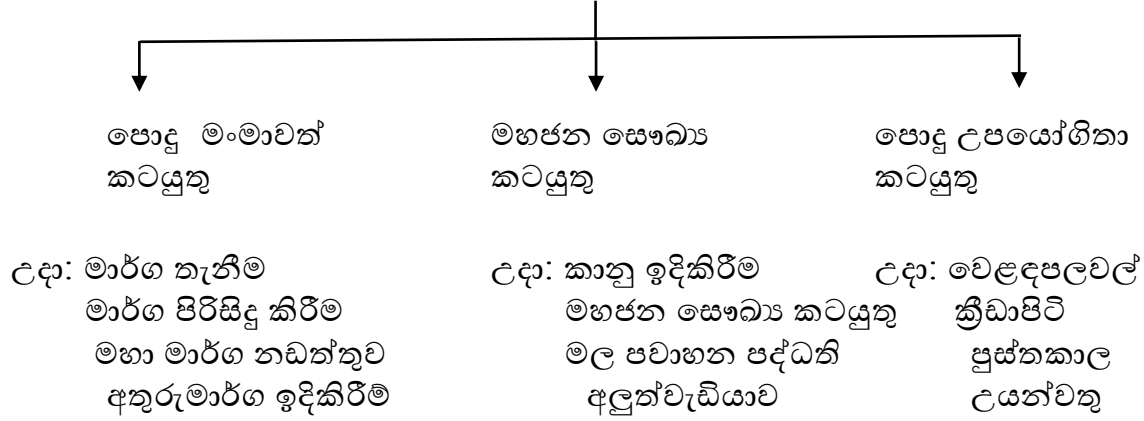 පොදු මංමාවත්
කටයුතු
මහජන සෞඛ්‍ය
කටයුතු
පොදු උපයෝගිතා
කටයුතු
උදා: මාර්ග තැනීම
මාර්ග පිරිසිදු කිරීම
මහා මාර්ග නඩත්තුව
අතුරුමාර්ග ඉදිකිරීම්
උදා: කානු ඉදිකිරීම
මහජන සෞඛ්‍ය කටයුතු
මල පවාහන පද්ධති
අලුත්වැඩියාව
උදා: වෙළඳපලවල්
ක්‍රීඩාපිටි
පුස්තකාල
උයන්වතු